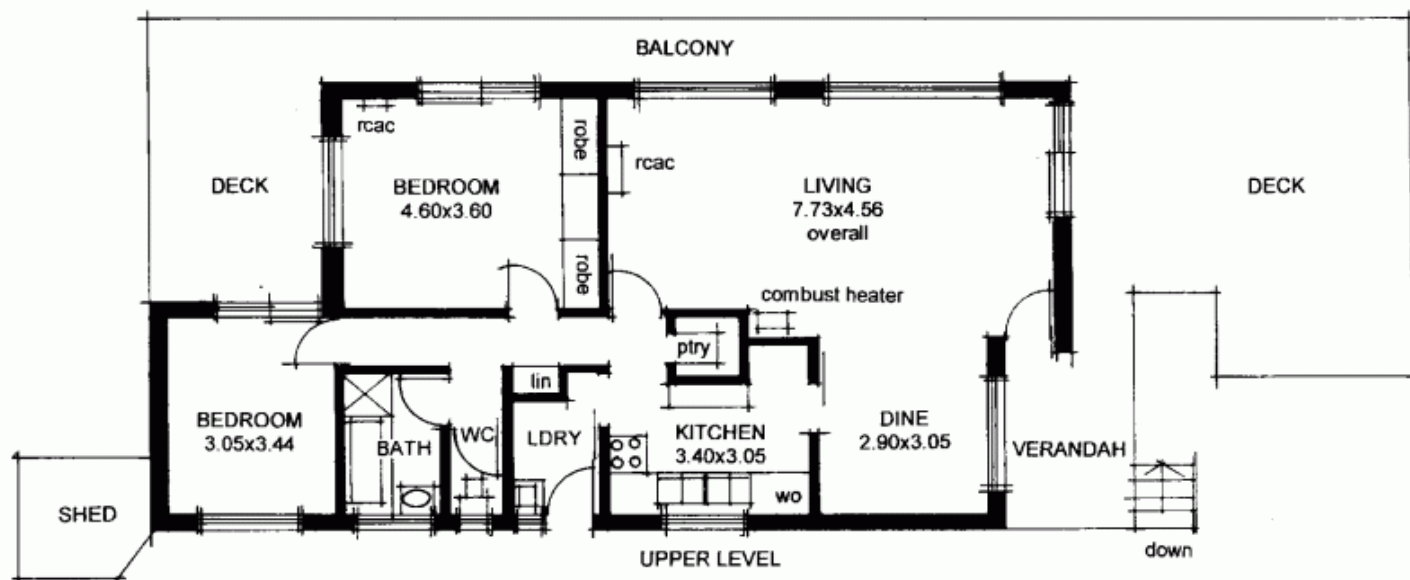 BALCONY
rcac
robe
rcac
DECK
BEDROOM
4.60x3.60
LIVING
7.73x4.56
overall
DECK
robe
combust heater
ptry
lin
BEDROOM
3.05x3.44
BATH
WC
LDRY
KITCHEN
3.40x3.05
DINE
2.90x3.05
VERANDAH
wo
SHED
UPPER LEVEL
down